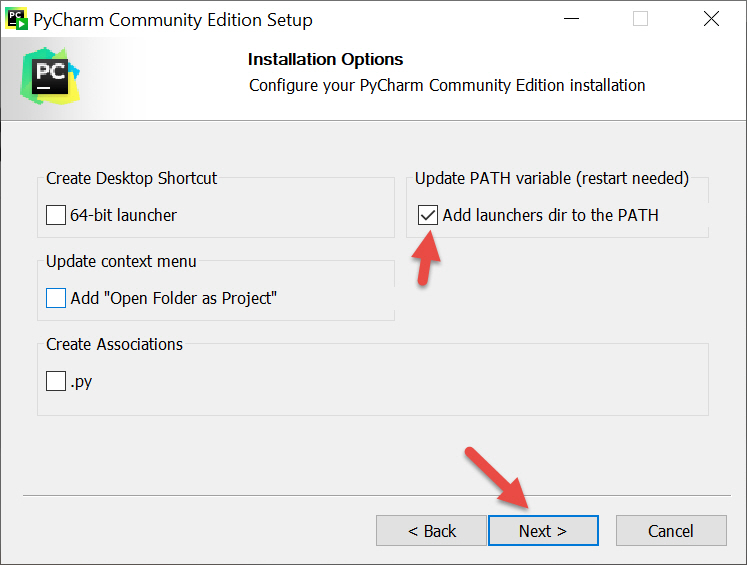 PC
PyCharm Community Edition Setup
PC
Installation Options
Configure your PyCharm Community Edition installation
Create Desktop Shortcut
64-bit launcher
Update PATH variable (restart needed)
Add launchers dir to the PATH
Update context menu
Add "Open Folder as Project"
Create Associations
.py
< Back
Next >
Cancel